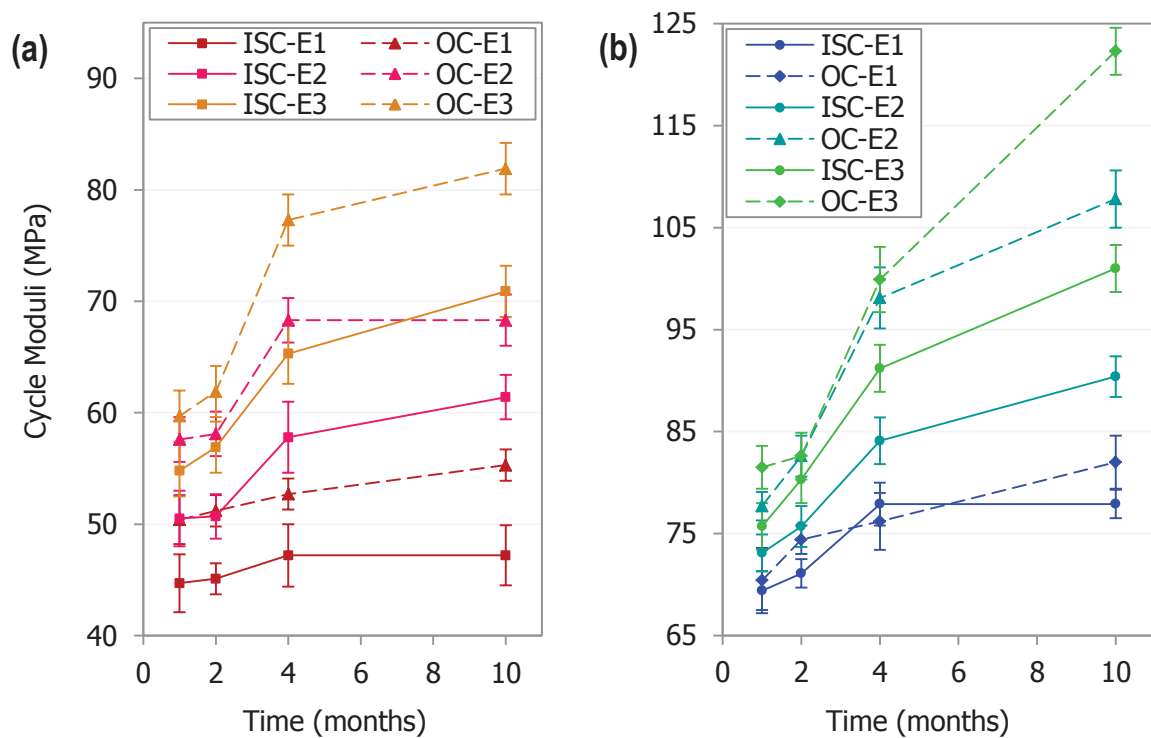 (a)
ISC-E1 OC-E1
ISC-E2 OC-E2
ISC-E3 OC-E3
Cycle Moduli (MPa)
90
80
70
60
50
40
0 2 4 6 8 10
Time (months)
(b)
ISC-E1
OC-E1
ISC-E2
OC-E2
ISC-E3
OC-E3
125
115
105
95
85
75
65
0 2 4 6 8 10
Time (months)